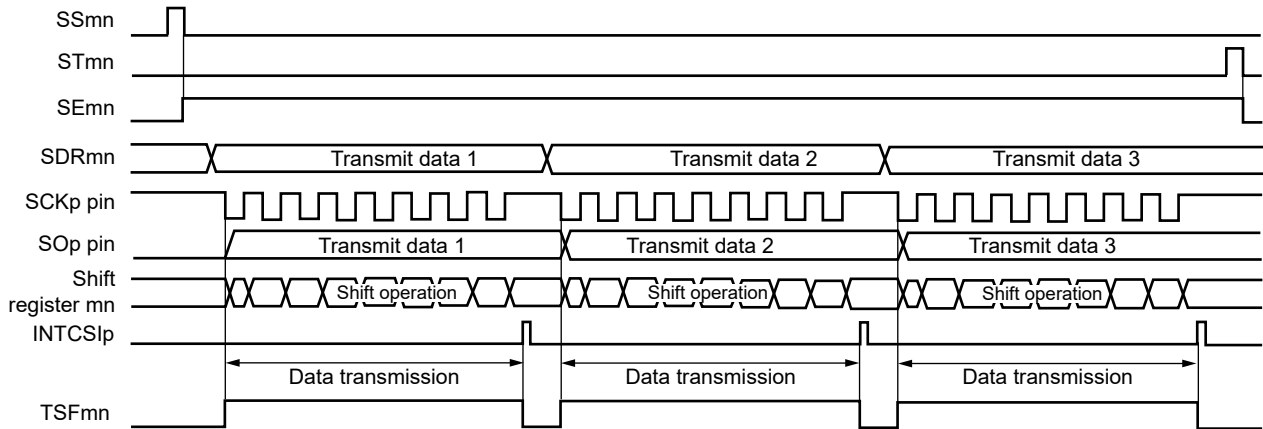 SSmn
STmn
SEmn
SDRmn Transmit data 1 Transmit data 2 Transmit data 3
SCKp pin
SOp pin Transmit data 1 Transmit data 2 Transmit data 3
Shift
register mn Shift operation Shift operation Shift operation
INTCSIp
Data transmission Data transmission Data transmission
TSFmn